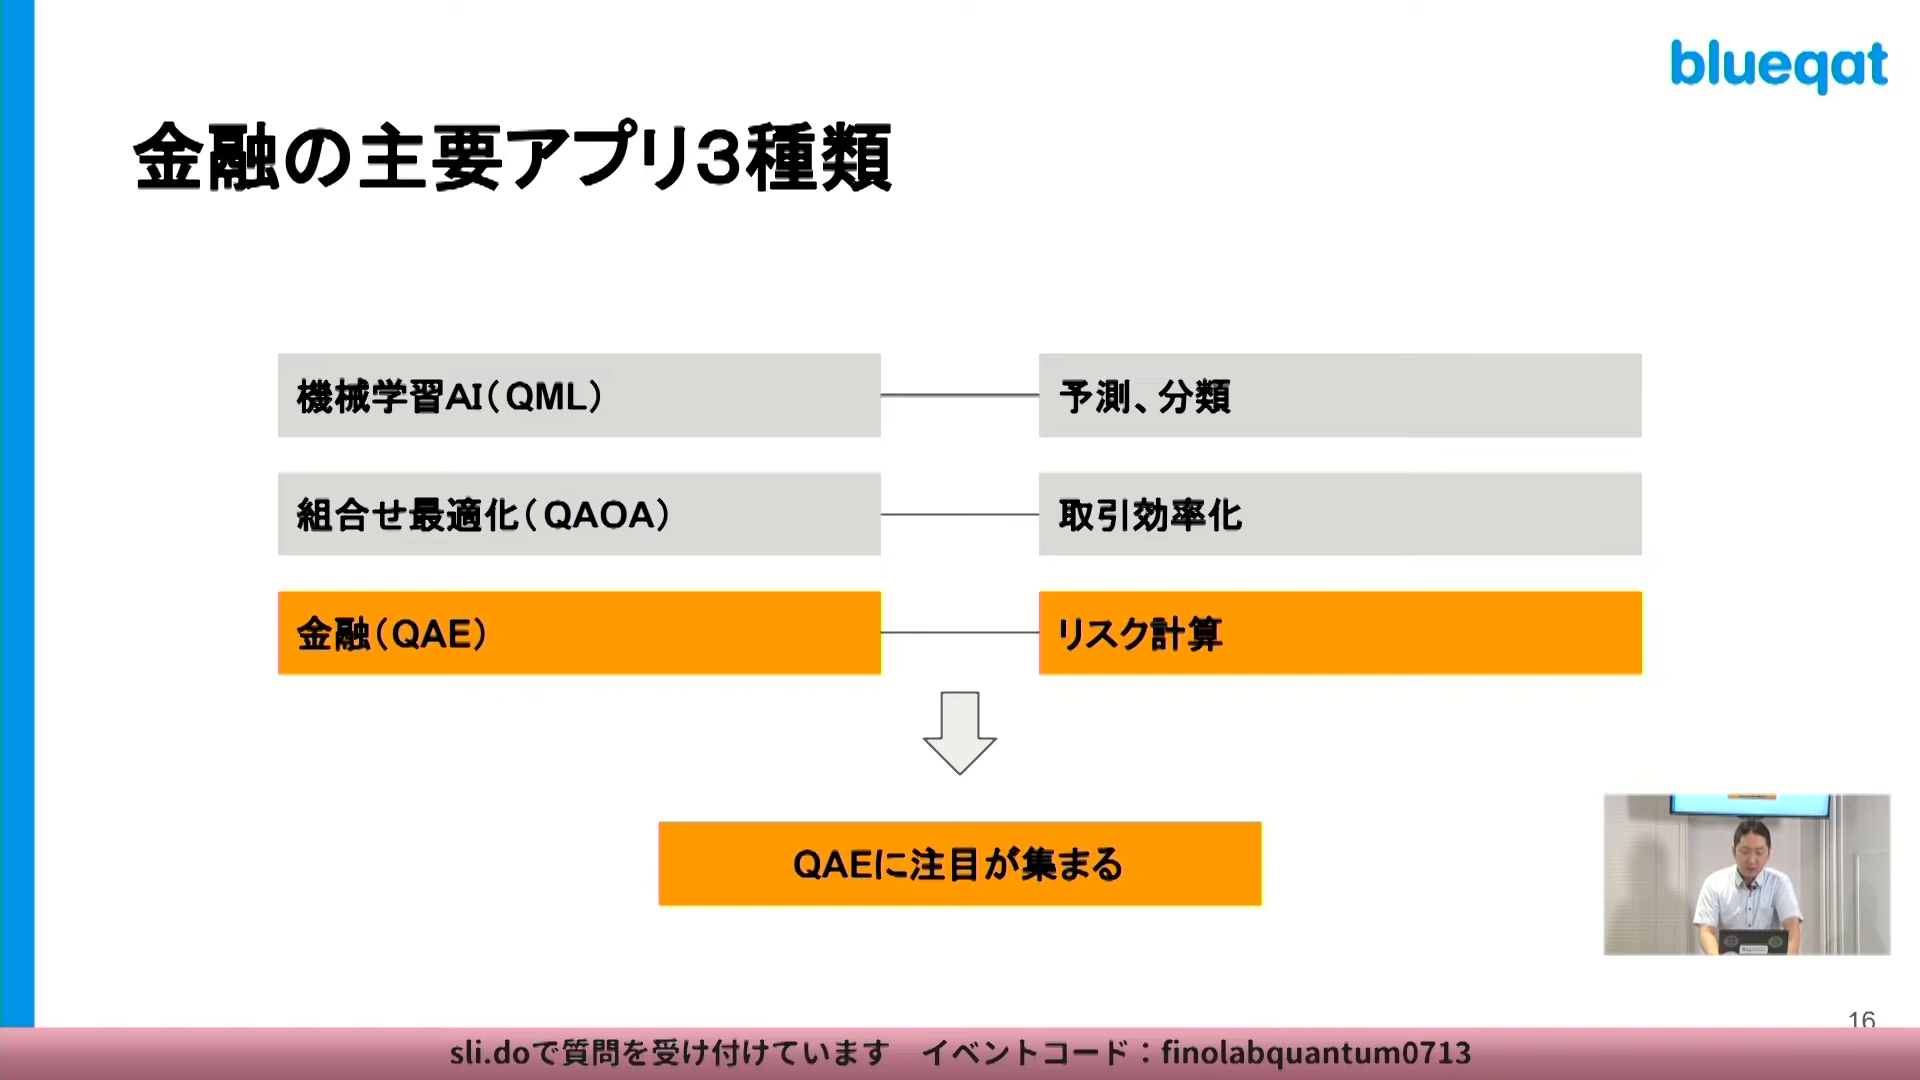 blueqat
金融の主要アプリ3種類
機械学習AI(QML)
予測、分類
組合せ最適化(QAOA)
取引効率化
金融(QAE)
リスク計算
QAEに注目が集まる
16
sli.doで質問を受け付けています　イベントコード：finolabquantum0713